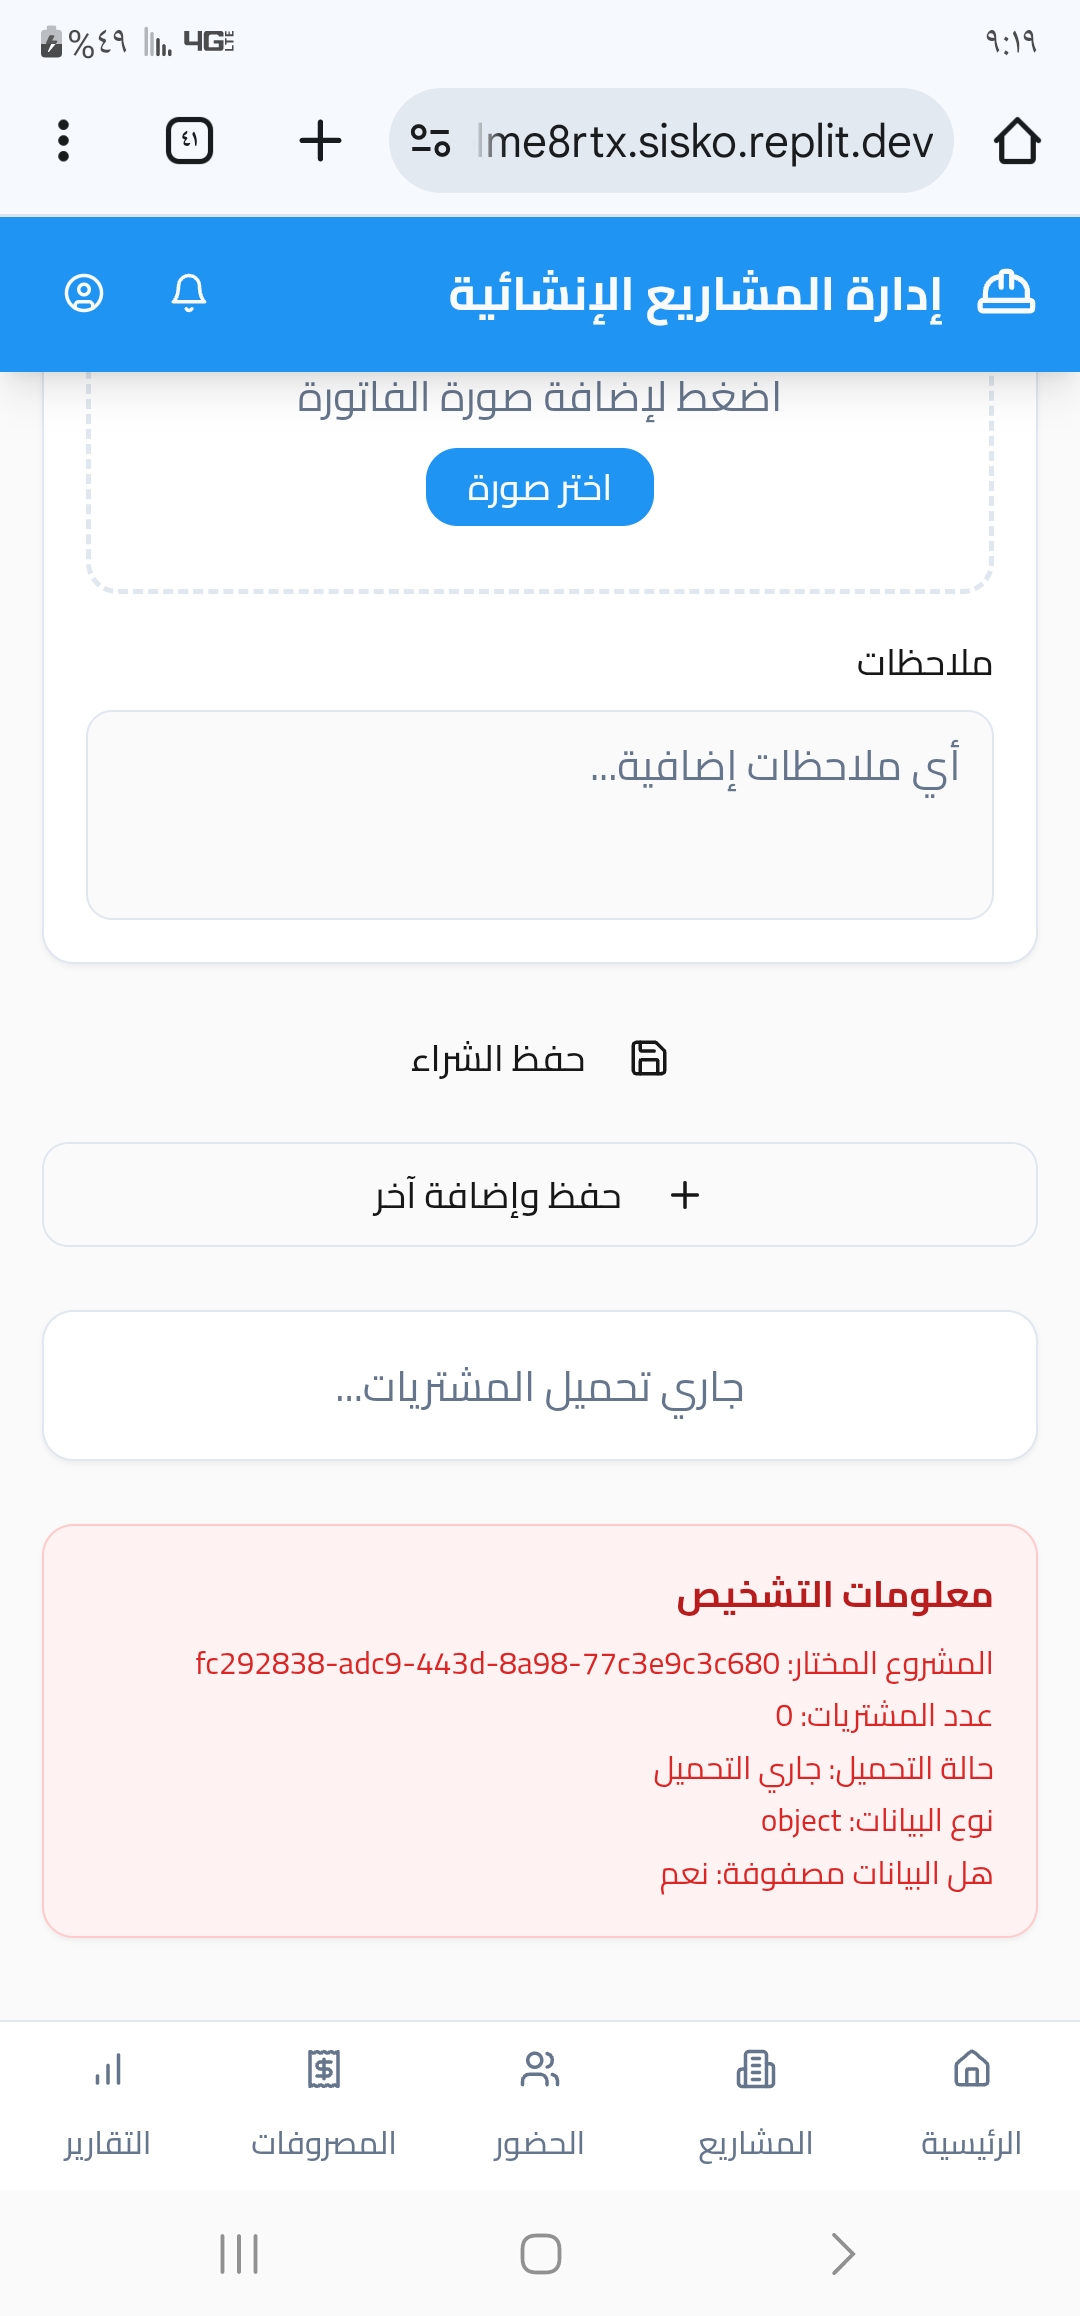 ٩:١٩
4G LTE
%٤٩
lme8rtx.sisko.replit.dev
٤١
إدارة المشاريع الإنشائية
اضغط لإضافة صورة الفاتورة
اختر صورة
ملاحظات
أي ملاحظات إضافية...
حفظ الشراء
حفظ وإضافة آخر
جاري تحميل المشتريات...
معلومات التشخيص
المشروع المختار: fc292838-adc9-443d-8a98-77c3e9c3c680
عدد المشتريات: 0
حالة التحميل: جاري التحميل
نوع البيانات: object
هل البيانات مصفوفة: نعم
الرئيسية
المشاريع
الحضور
المصروفات
التقارير